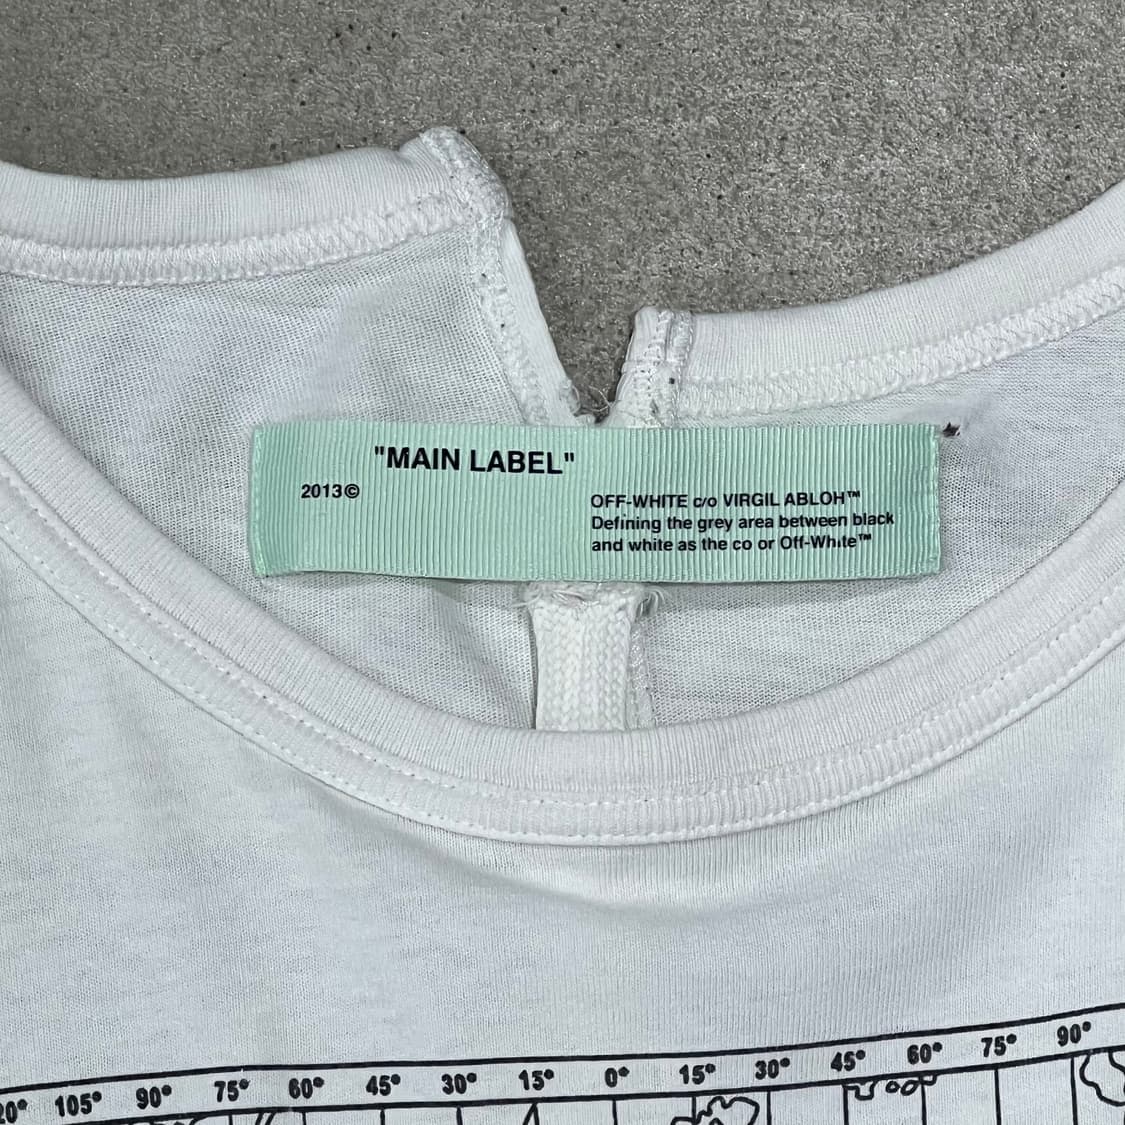 "MAIN LABEL"
2013©
OFF-WHITE c/o VIRGIL ABLOH™
Defining the grey area between black
and white as the co or Off-White™
105° 90° 75° 60° 45° 30° 15° 0° 15° 30° 45° 60° 75° 90°